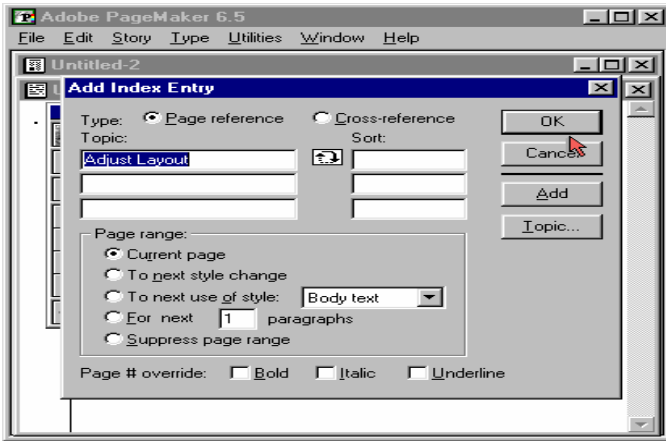 Adobe PageMaker 6.5
File Edit Story Type Utilities Window Help
Untitled-2
Add Index Entry
Type: Page reference Cross-reference
OK
Topic: Sort:
Adjust Layout
Cancel
Add
Topic...
Page range:
Current page
To next style change
To next use of style: Body text
For next 1 paragraphs
Suppress page range
Page # override: Bold Italic Underline